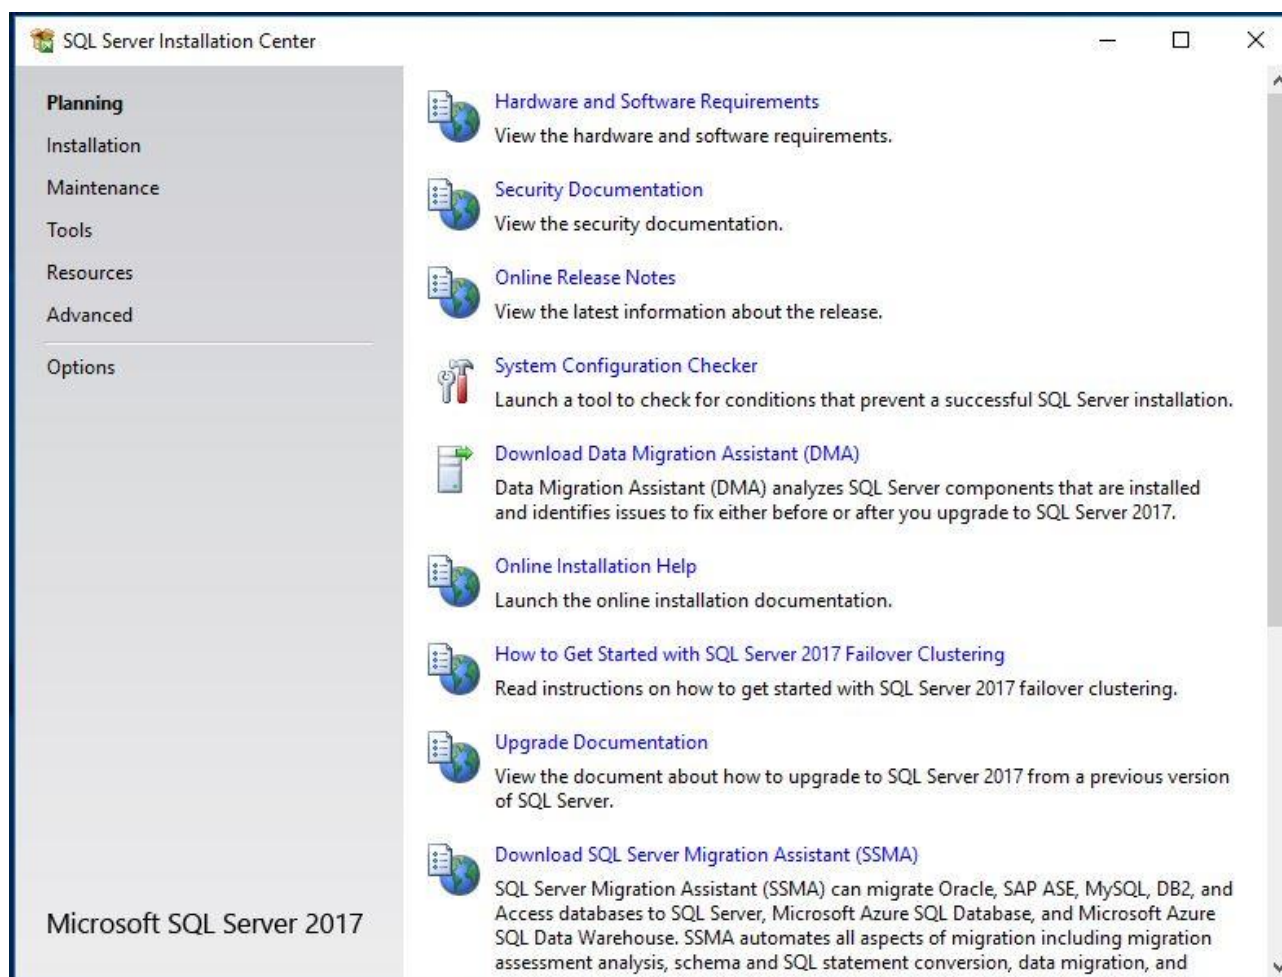 SQL Server Installation Center
Planning
Installation
Maintenance
Tools
Resources
Advanced
Options
Microsoft SQL Server 2017
Hardware and Software Requirements
View the hardware and software requirements.
Security Documentation
View the security documentation.
Online Release Notes
View the latest information about the release.
System Configuration Checker
Launch a tool to check for conditions that prevent a successful SQL Server installation.
Download Data Migration Assistant (DMA)
Data Migration Assistant (DMA) analyzes SQL Server components that are installed
and identifies issues to fix either before or after you upgrade to SQL Server 2017.
Online Installation Help
Launch the online installation documentation.
How to Get Started with SQL Server 2017 Failover Clustering
Read instructions on how to get started with SQL Server 2017 failover clustering.
Upgrade Documentation
View the document about how to upgrade to SQL Server 2017 from a previous version
of SQL Server.
Download SQL Server Migration Assistant (SSMA)
SQL Server Migration Assistant (SSMA) can migrate Oracle, SAP ASE, MySQL, DB2, and
Access databases to SQL Server, Microsoft Azure SQL Database, and Microsoft Azure
SQL Data Warehouse. SSMA automates all aspects of migration including migration
assessment analysis, schema and SQL statement conversion, data migration, and